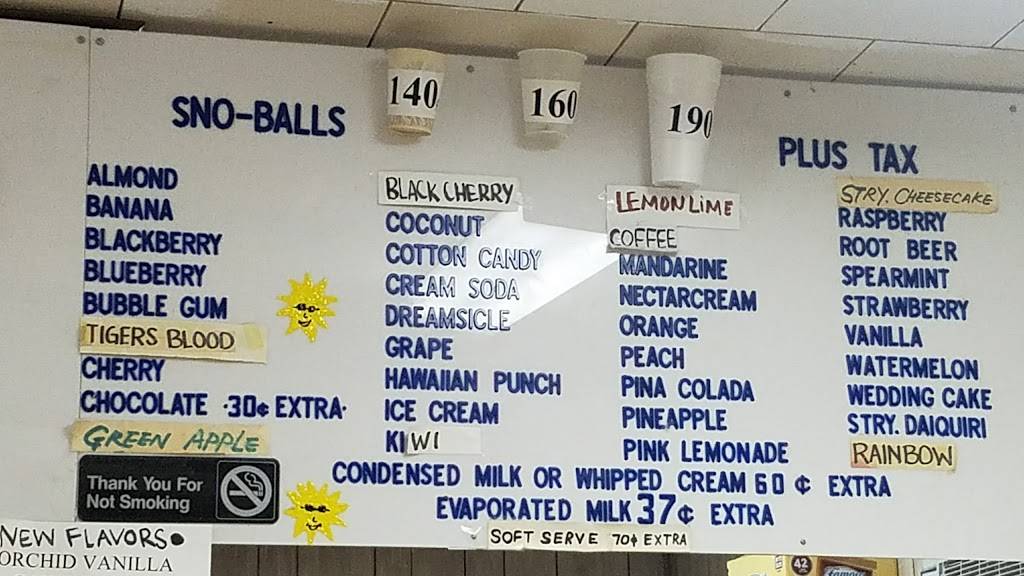 SNO-BALLS
140
160
190
PLUS TAX
ALMOND
BANANA
BLACKBERRY
BLUEBERRY
BUBBLE GUM
TIGERS BLOOD
CHERRY
CHOCOLATE ·30¢ EXTRA·
GREEN APPLE
BLACK CHERRY
COCONUT
COTTON CANDY
CREAM SODA
DREAMSICLE
GRAPE
HAWAIIAN PUNCH
ICE CREAM
KIWI
LEMON LIME
COFFEE
MANDARINE
NECTARCREAM
ORANGE
PEACH
PINA COLADA
PINEAPPLE
PINK LEMONADE
STRY. CHEESECAKE
RASPBERRY
ROOT BEER
SPEARMINT
STRAWBERRY
VANILLA
WATERMELON
WEDDING CAKE
STRY. DAIQUIRI
RAINBOW
CONDENSED MILK OR WHIPPED CREAM 60 ¢ EXTRA
EVAPORATED MILK 37¢ EXTRA
SOFT SERVE 70¢ EXTRA
Thank You For
Not Smoking
NEW FLAVORS•
ORCHID VANILLA
42